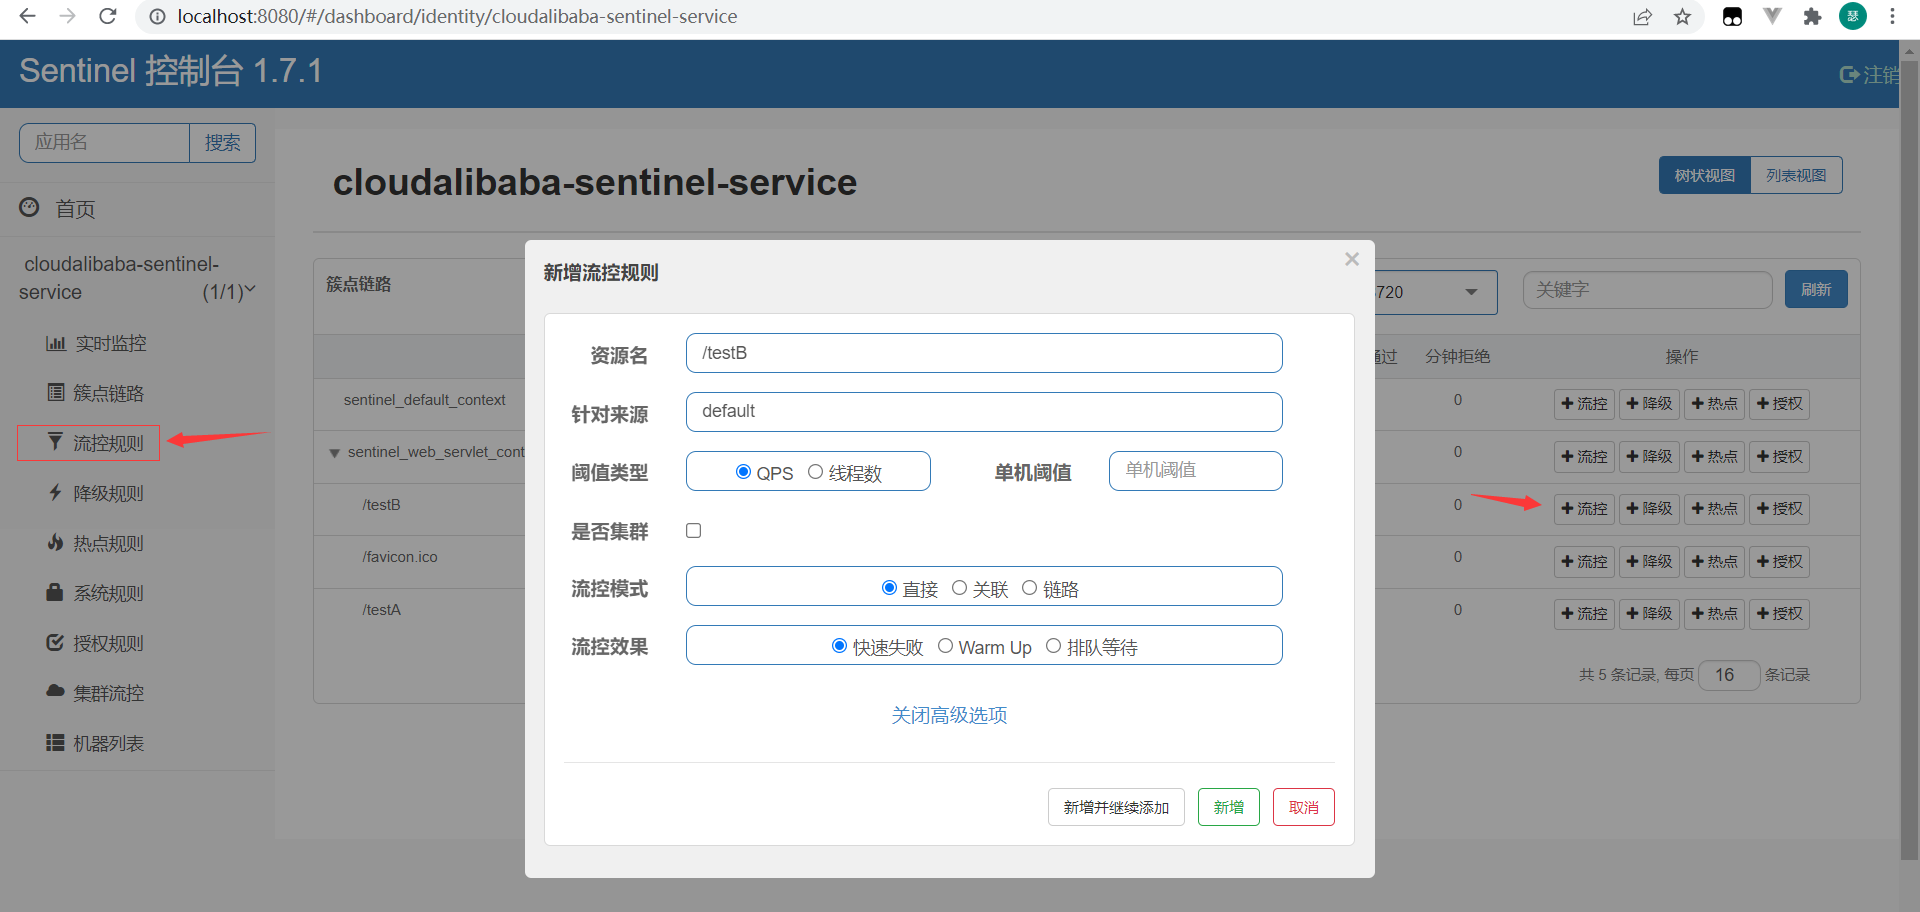 localhost:8080/#/dashboard/identity/cloudalibaba-sentinel-service
瑟
Sentinel 控制台 1.7.1
注销
应用名
搜索
首页
cloudalibaba-sentinel-
service
(1/1)
实时监控
簇点链路
流控规则
降级规则
热点规则
系统规则
授权规则
集群流控
机器列表
cloudalibaba-sentinel-service
树状视图
列表视图
簇点链路
720
关键字
刷新
通过
分钟拒绝
操作
sentinel_default_context
0
流控
降级
热点
授权
sentinel_web_servlet_cont
0
流控
降级
热点
授权
/testB
0
流控
降级
热点
授权
/favicon.ico
0
流控
降级
热点
授权
/testA
0
流控
降级
热点
授权
共 5 条记录, 每页
16
条记录
新增流控规则
×
资源名
/testB
针对来源
default
阈值类型
QPS
线程数
单机阈值
单机阈值
是否集群
流控模式
直接
关联
链路
流控效果
快速失败
Warm Up
排队等待
关闭高级选项
新增并继续添加
新增
取消